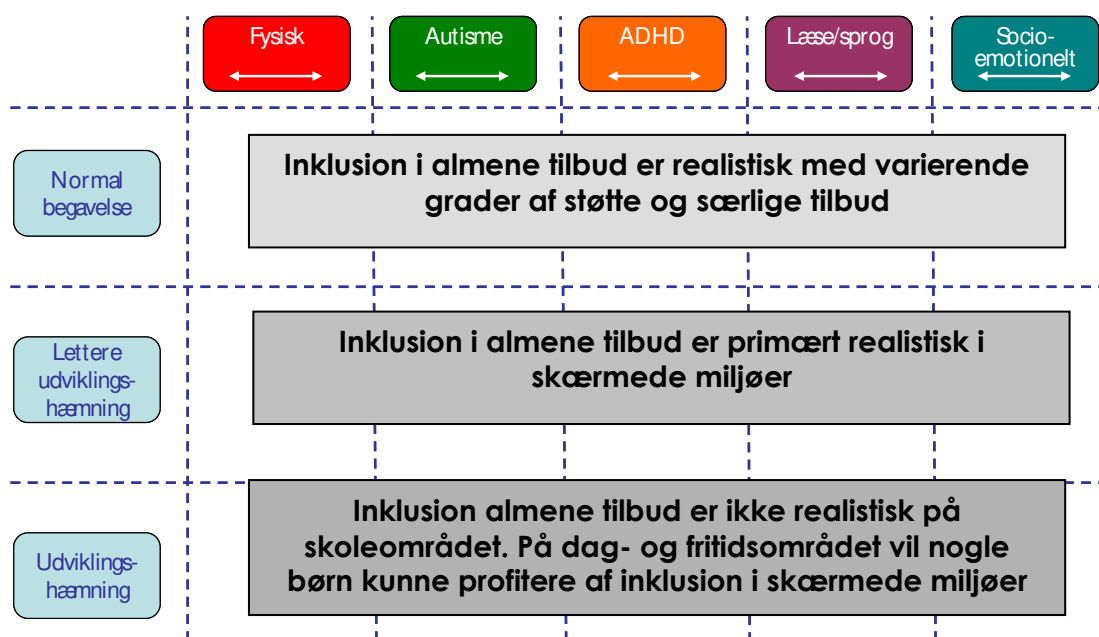 Fysisk
Autisme
ADHD
Læse/sprog
Socio-
emotionelt
Normal
begavelse
Inklusion i almene tilbud er realistisk med varierende
grader af støtte og særlige tilbud
Lettere
udviklings-
hæmning
Inklusion i almene tilbud er primært realistisk i
skærmede miljøer
Udviklings-
hæmning
Inklusion almene tilbud er ikke realistisk på
skoleområdet. På dag- og fritidsområdet vil nogle
børn kunne profitere af inklusion i skærmede miljøer